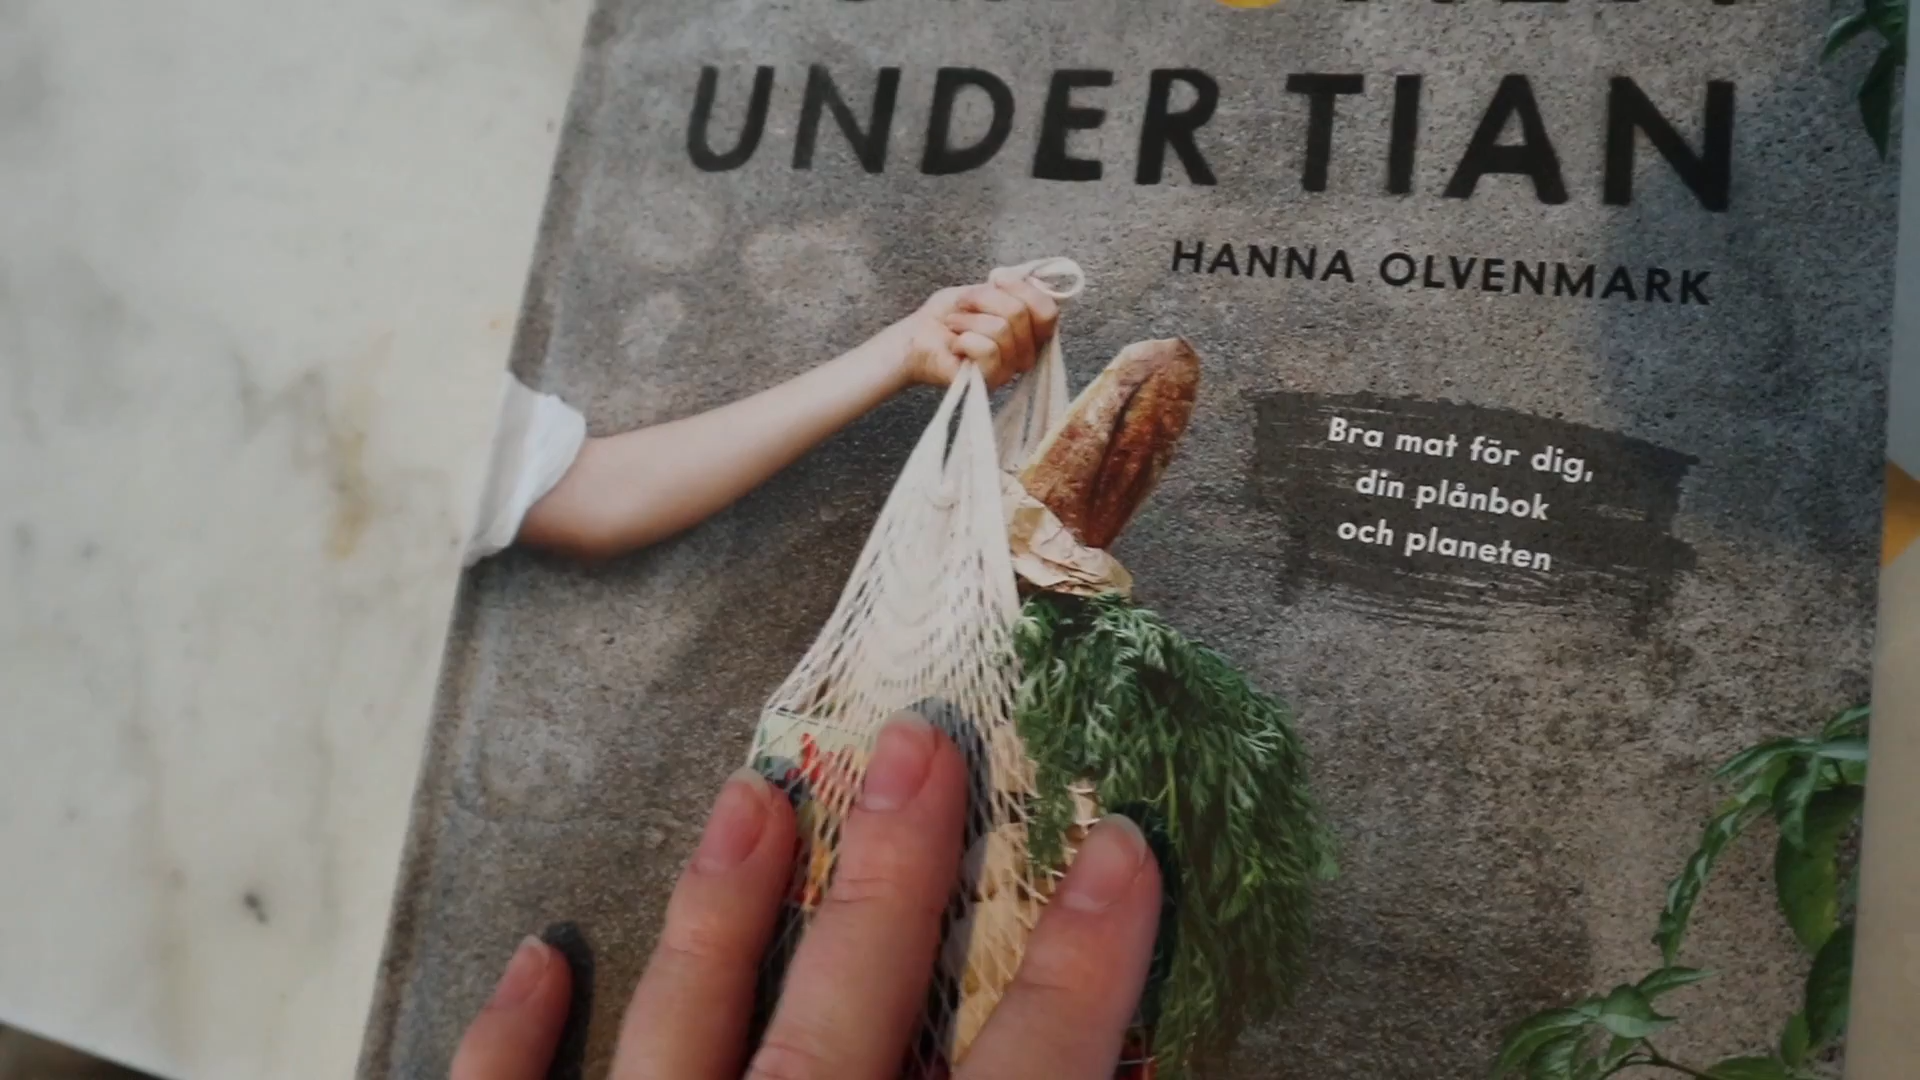 UNDER TIAN
HANNA OLVENMARK
Bra mat för dig,
din plånbok
och planeten